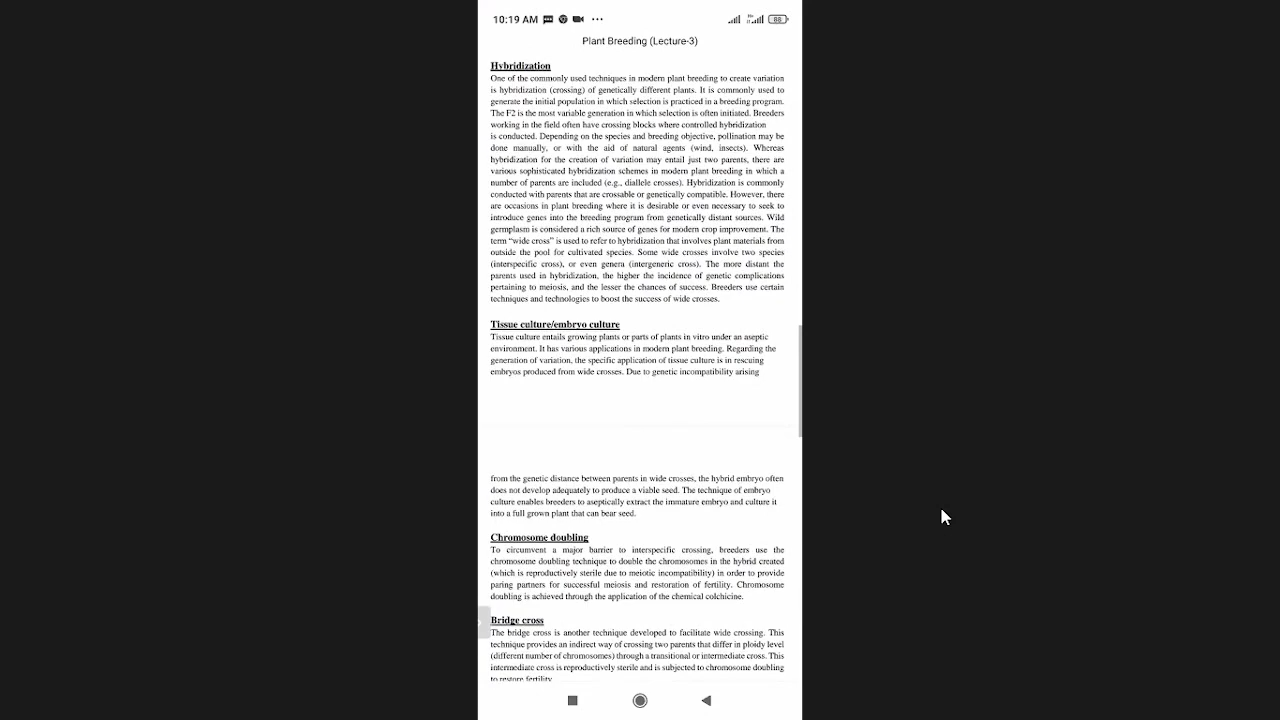 10:19 AM
88
Plant Breeding (Lecture-3)
Hybridization
One of the commonly used techniques in modern plant breeding to create variation
is hybridization (crossing) of genetically different plants. It is commonly used to
generate the initial population in which selection is practiced in a breeding program.
The F2 is the most variable generation in which selection is often initiated. Breeders
working in the field often have crossing blocks where controlled hybridization
is conducted. Depending on the species and breeding objective, pollination may be
done manually, or with the aid of natural agents (wind, insects). Whereas
hybridization for the creation of variation may entail just two parents, there are
various sophisticated hybridization schemes in modern plant breeding in which a
number of parents are included (e.g., diallele crosses). Hybridization is commonly
conducted with parents that are crossable or genetically compatible. However, there
are occasions in plant breeding where it is desirable or even necessary to seek to
introduce genes into the breeding program from genetically distant sources. Wild
germplasm is considered a rich source of genes for modern crop improvement. The
term “wide cross” is used to refer to hybridization that involves plant materials from
outside the pool for cultivated species. Some wide crosses involve two species
(interspecific cross), or even genera (intergeneric cross). The more distant the
parents used in hybridization, the higher the incidence of genetic complications
pertaining to meiosis, and the lesser the chances of success. Breeders use certain
techniques and technologies to boost the success of wide crosses.
Tissue culture/embryo culture
Tissue culture entails growing plants or parts of plants in vitro under an aseptic
environment. It has various applications in modern plant breeding. Regarding the
generation of variation, the specific application of tissue culture is in rescuing
embryos produced from wide crosses. Due to genetic incompatibility arising
from the genetic distance between parents in wide crosses, the hybrid embryo often
does not develop adequately to produce a viable seed. The technique of embryo
culture enables breeders to aseptically extract the immature embryo and culture it
into a full grown plant that can bear seed.
Chromosome doubling
To circumvent a major barrier to interspecific crossing, breeders use the
chromosome doubling technique to double the chromosomes in the hybrid created
(which is reproductively sterile due to meiotic incompatibility) in order to provide
paring partners for successful meiosis and restoration of fertility. Chromosome
doubling is achieved through the application of the chemical colchicine.
Bridge cross
The bridge cross is another technique developed to facilitate wide crossing. This
technique provides an indirect way of crossing two parents that differ in ploidy level
(different number of chromosomes) through a transitional or intermediate cross. This
intermediate cross is reproductively sterile and is subjected to chromosome doubling
to restore fertility.